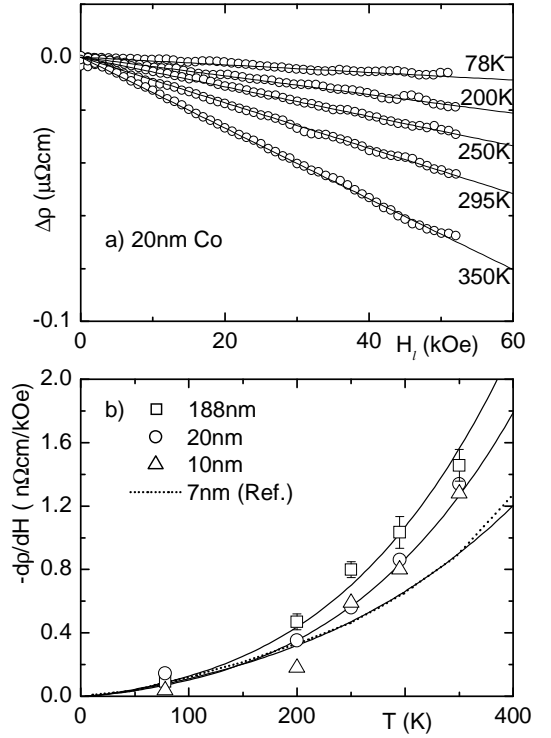 0.0
78K
200K
250K
295K
350K
Δρ (μΩcm)
a) 20nm Co
-0.1
0
20
40
60
H_l (kOe)
2.0
b)
188nm
20nm
10nm
7nm (Ref.)
1.6
1.2
0.8
0.4
0.0
-dρ/dH ( nΩcm/kOe)
0
100
200
300
400
T (K)